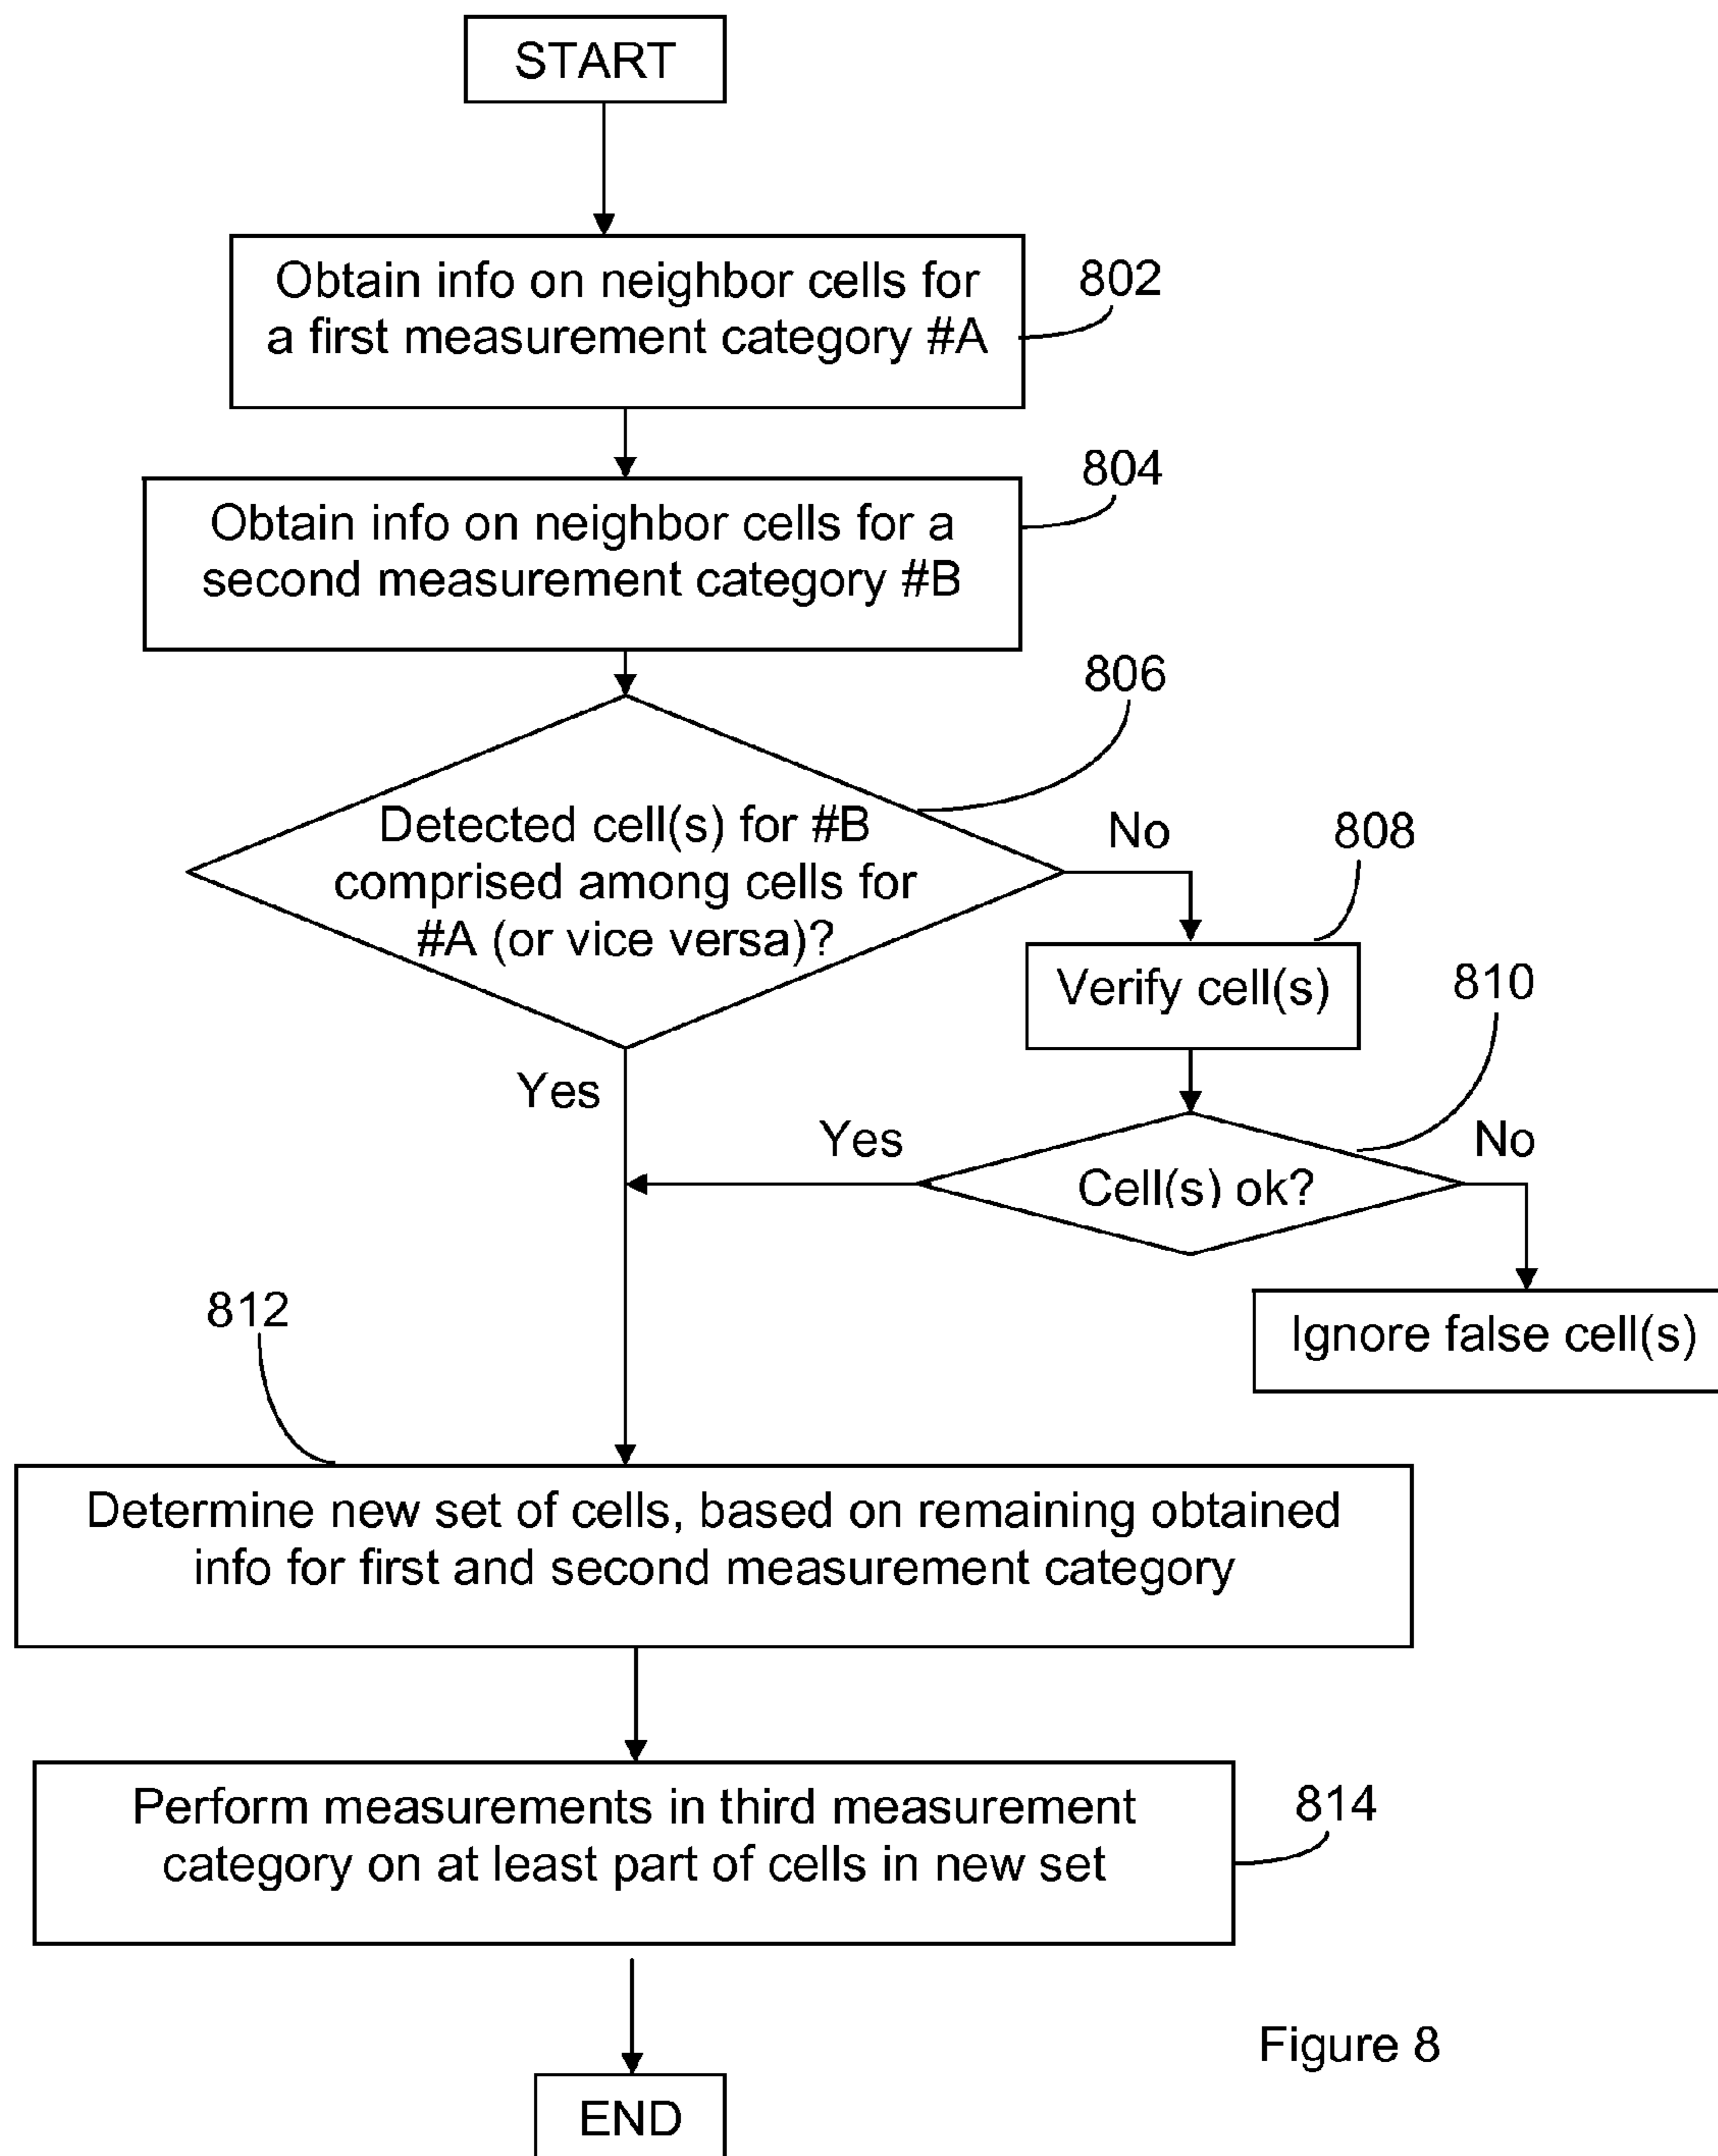 START
Obtain info on neighbor cells for
a first measurement category #A
802
804
Obtain info on neighbor cells for a
second measurement category #B
806
Detected cell(s) for #B
comprised among cells for
#A (or vice versa)?
No
808
Verify cell(s)
810
Yes
Yes
No
Cell(s) ok?
812
Ignore false cell(s)
Determine new set of cells, based on remaining obtained
info for first and second measurement category
Perform measurements in third measurement
category on at least part of cells in new set
814
Figure 8
END